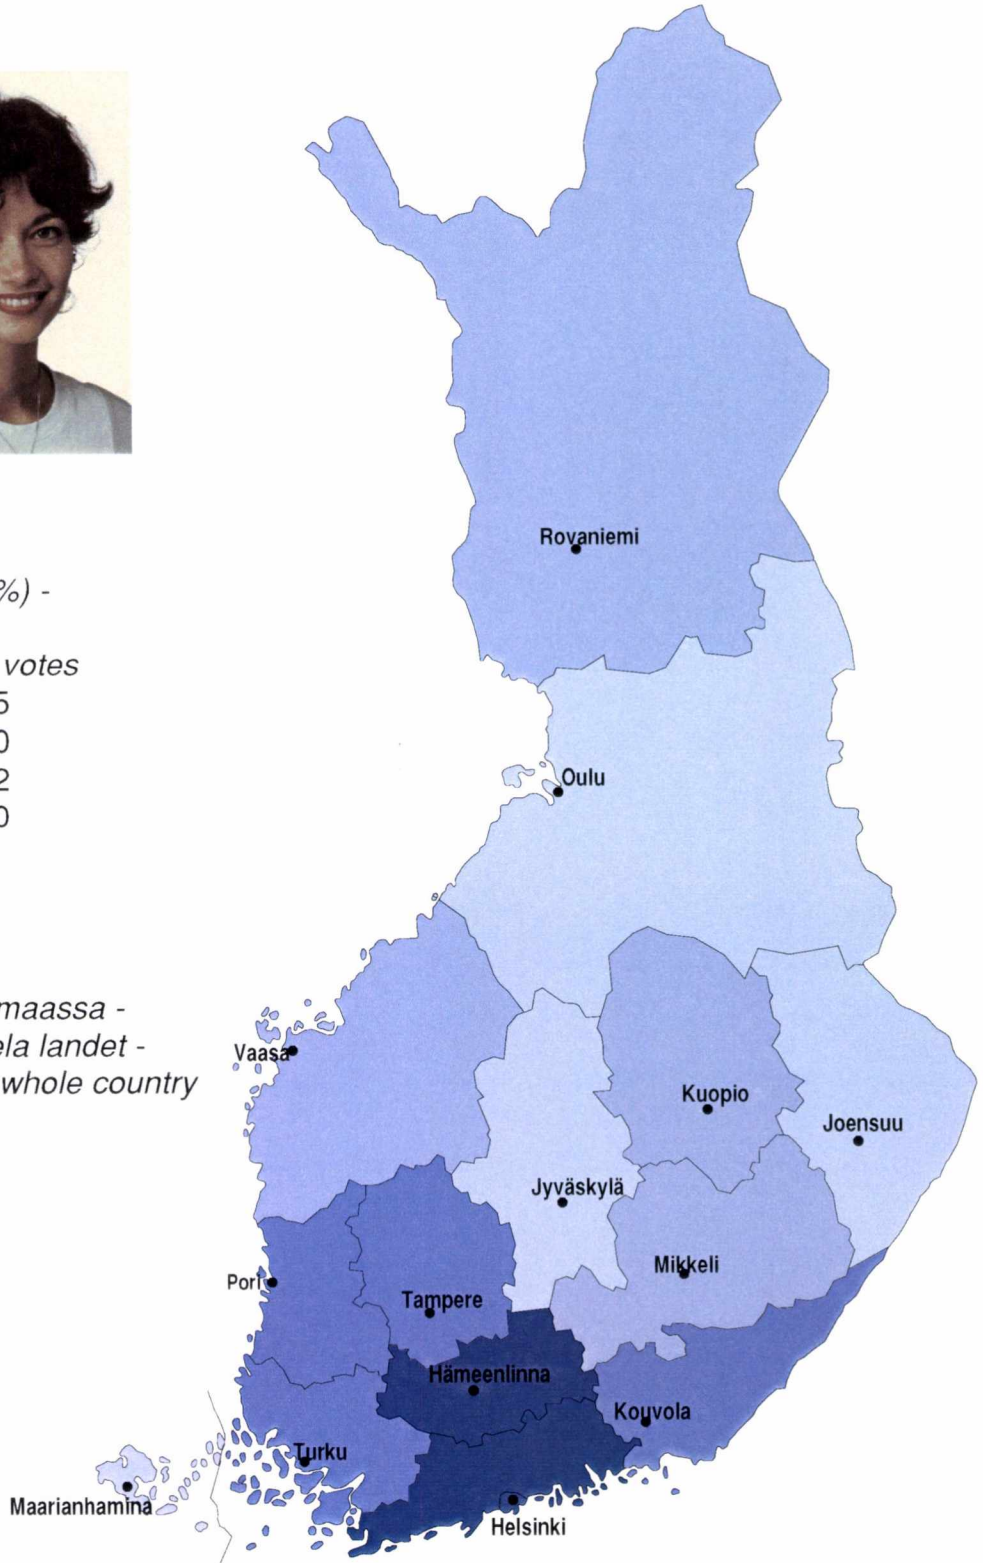 %) -
votes
5
0
2
0
maassa -
ela landet -
whole country
Rovaniemi
Oulu
Vaasa
Kuopio
Joensuu
Jyväskylä
Mikkeli
Pori
Tampere
Hämeenlinna
Kouvola
Turku
Maarianhamina
Helsinki